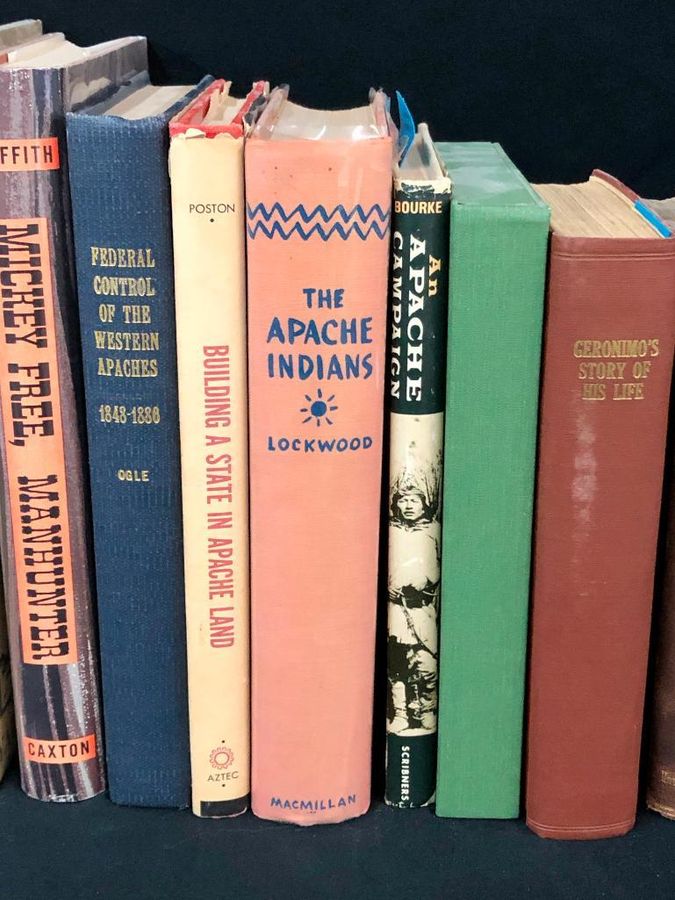 FFITH
MICKEY FREE, MANHUNTER
CAXTON
FEDERAL
CONTROL
OF THE
WESTERN
APACHES
1848-1886
OGLE
POSTON
BUILDING A STATE IN APACHE LAND
AZTEC
THE
APACHE
INDIANS
LOCKWOOD
MACMILLAN
BOURKE
An
APACHE
CAMPAIGN
SCRIBNERS
GERONIMO'S
STORY OF
HIS LIFE